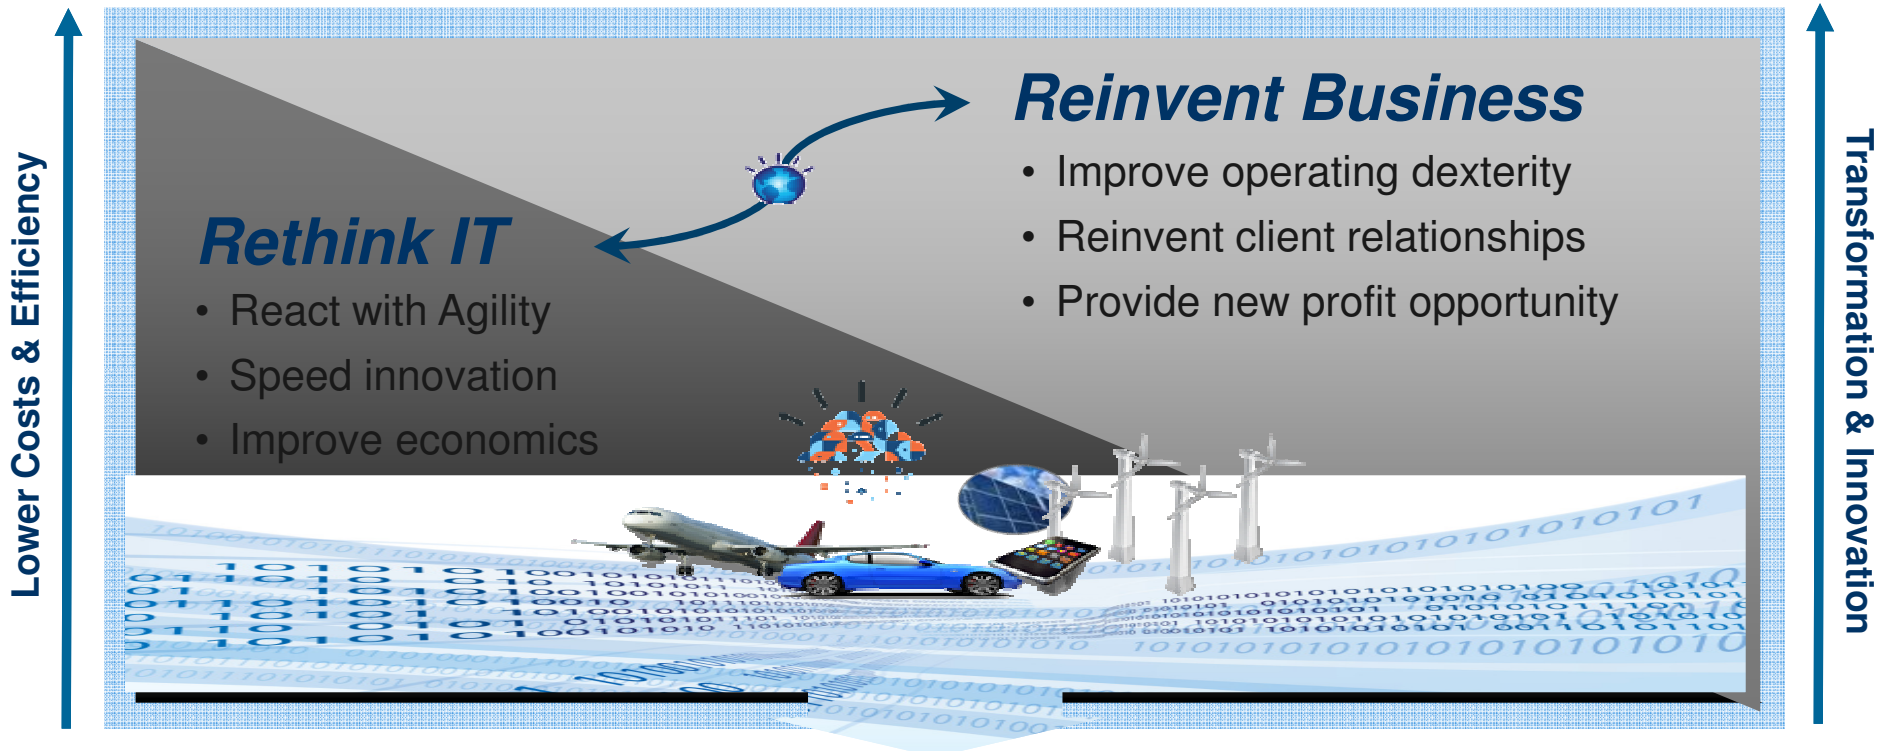 Lower Costs & Efficiency
Rethink IT
• React with Agility
• Speed innovation
• Improve economics
Reinvent Business
• Improve operating dexterity
• Reinvent client relationships
• Provide new profit opportunity
Transformation & Innovation